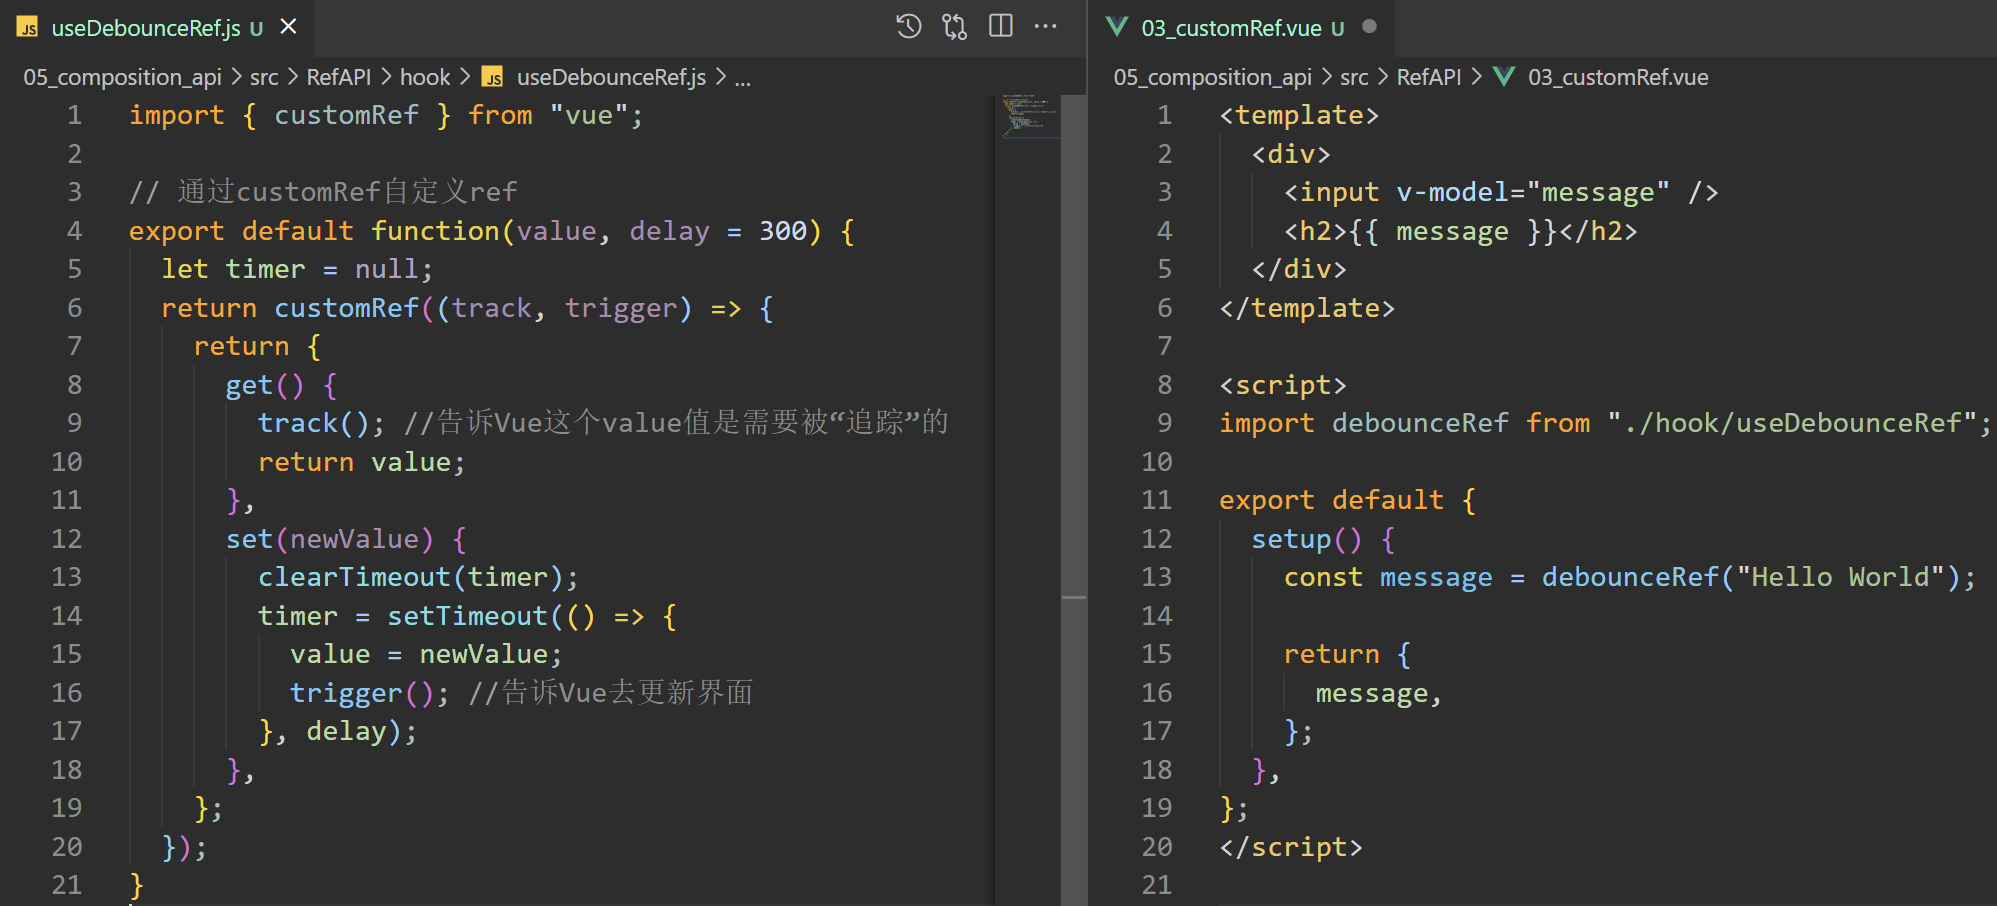 useDebounceRef.js U
05_composition_api > src > RefAPI > hook > JS useDebounceRef.js > ...
1 import { customRef } from "vue";
2
3 // 通过customRef自定义ref
4 export default function(value, delay = 300) {
5 let timer = null;
6 return customRef((track, trigger) => {
7 return {
8 get() {
9 track(); //告诉Vue这个value值是需要被“追踪”的
10 return value;
11 },
12 set(newValue) {
13 clearTimeout(timer);
14 timer = setTimeout(() => {
15 value = newValue;
16 trigger(); //告诉Vue去更新界面
17 }, delay);
18 },
19 };
20 });
21 }
03_customRef.vue U
05_composition_api > src > RefAPI > 03_customRef.vue
1 <template>
2 <div>
3 <input v-model="message" />
4 <h2>{{ message }}</h2>
5 </div>
6 </template>
7
8 <script>
9 import debounceRef from "./hook/useDebounceRef";
10
11 export default {
12 setup() {
13 const message = debounceRef("Hello World");
14
15 return {
16 message,
17 };
18 },
19 };
20 </script>
21